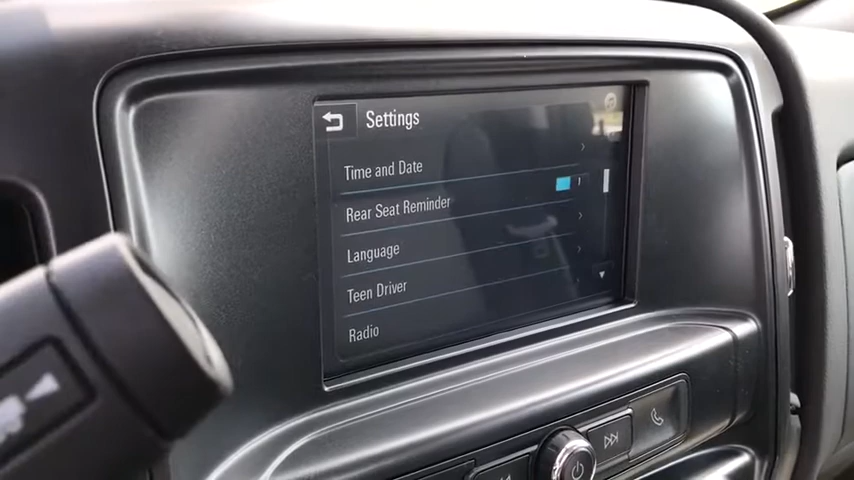 Settings
Time and Date
Rear Seat Reminder
Language
Teen Driver
Radio